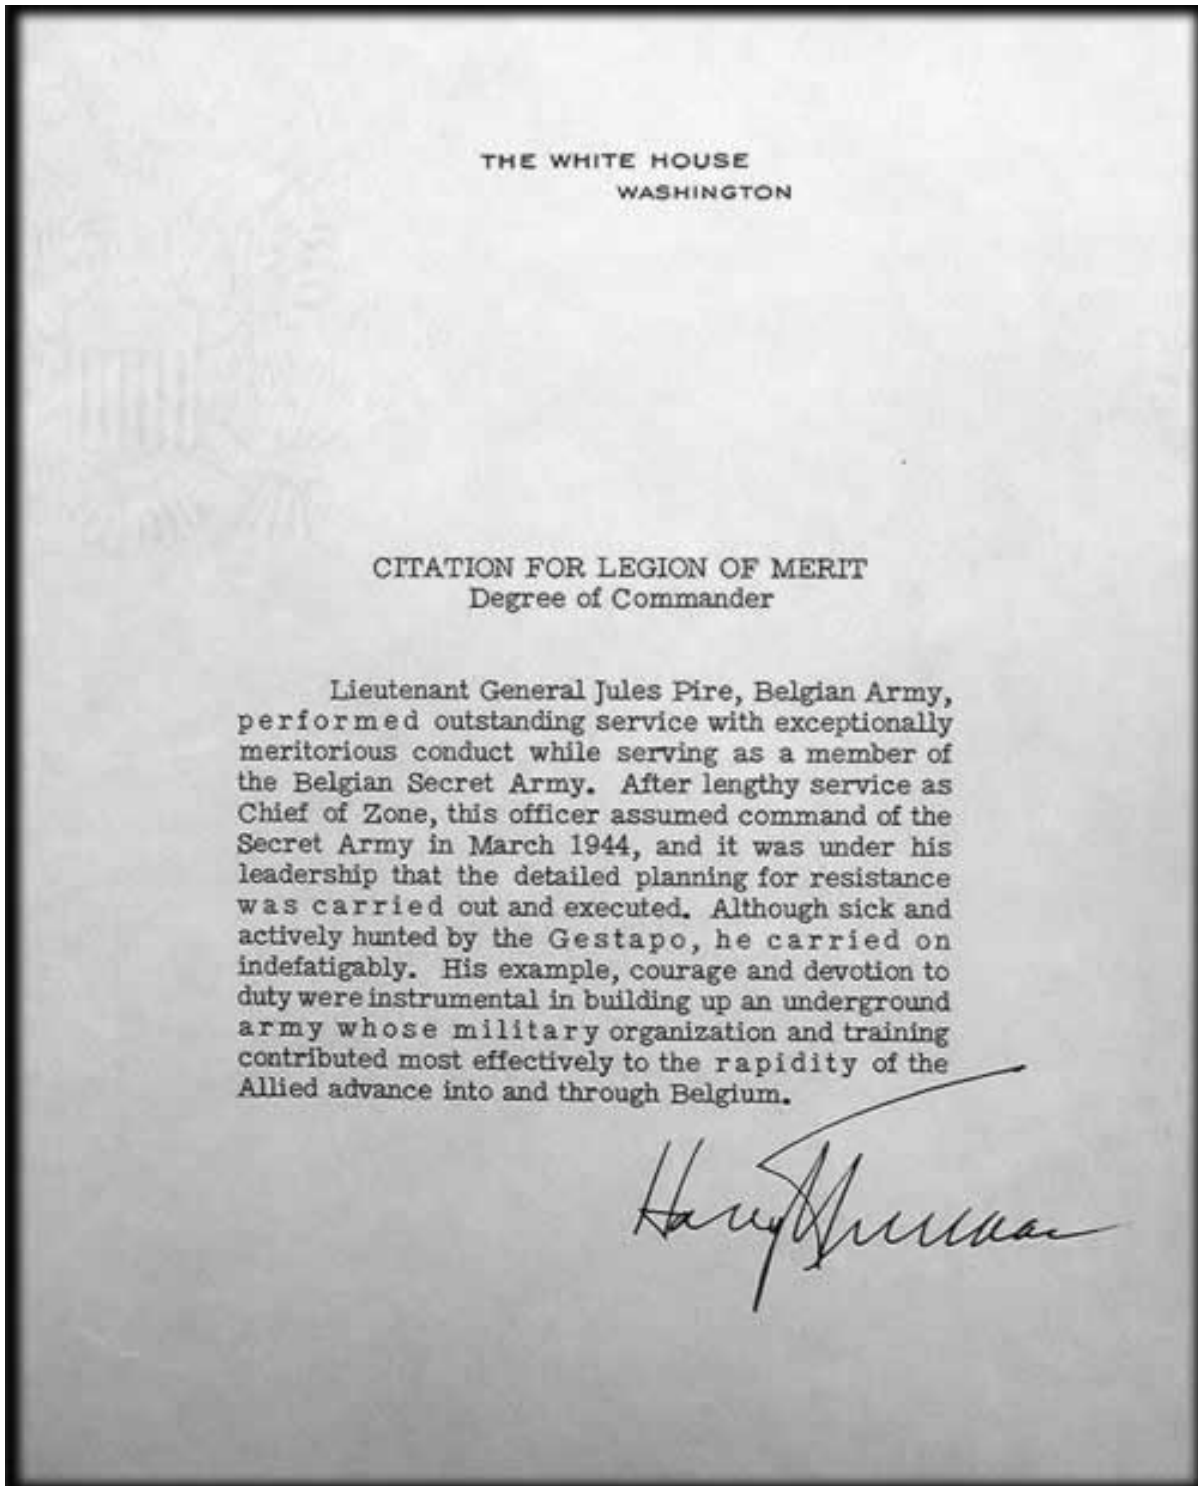 THE WHITE HOUSE
WASHINGTON
CITATION FOR LEGION OF MERIT
Degree of Commander
Lieutenant General Jules Pire, Belgian Army,
performed outstanding service with exceptionally
meritorious conduct while serving as a member of
the Belgian Secret Army. After lengthy service as
Chief of Zone, this officer assumed command of the
Secret Army in March 1944, and it was under his
leadership that the detailed planning for resistance
was carried out and executed. Although sick and
actively hunted by the Gestapo, he carried on
indefatigably. His example, courage and devotion to
duty were instrumental in building up an underground
army whose military organization and training
contributed most effectively to the rapidity of the
Allied advance into and through Belgium.
Harry Truman